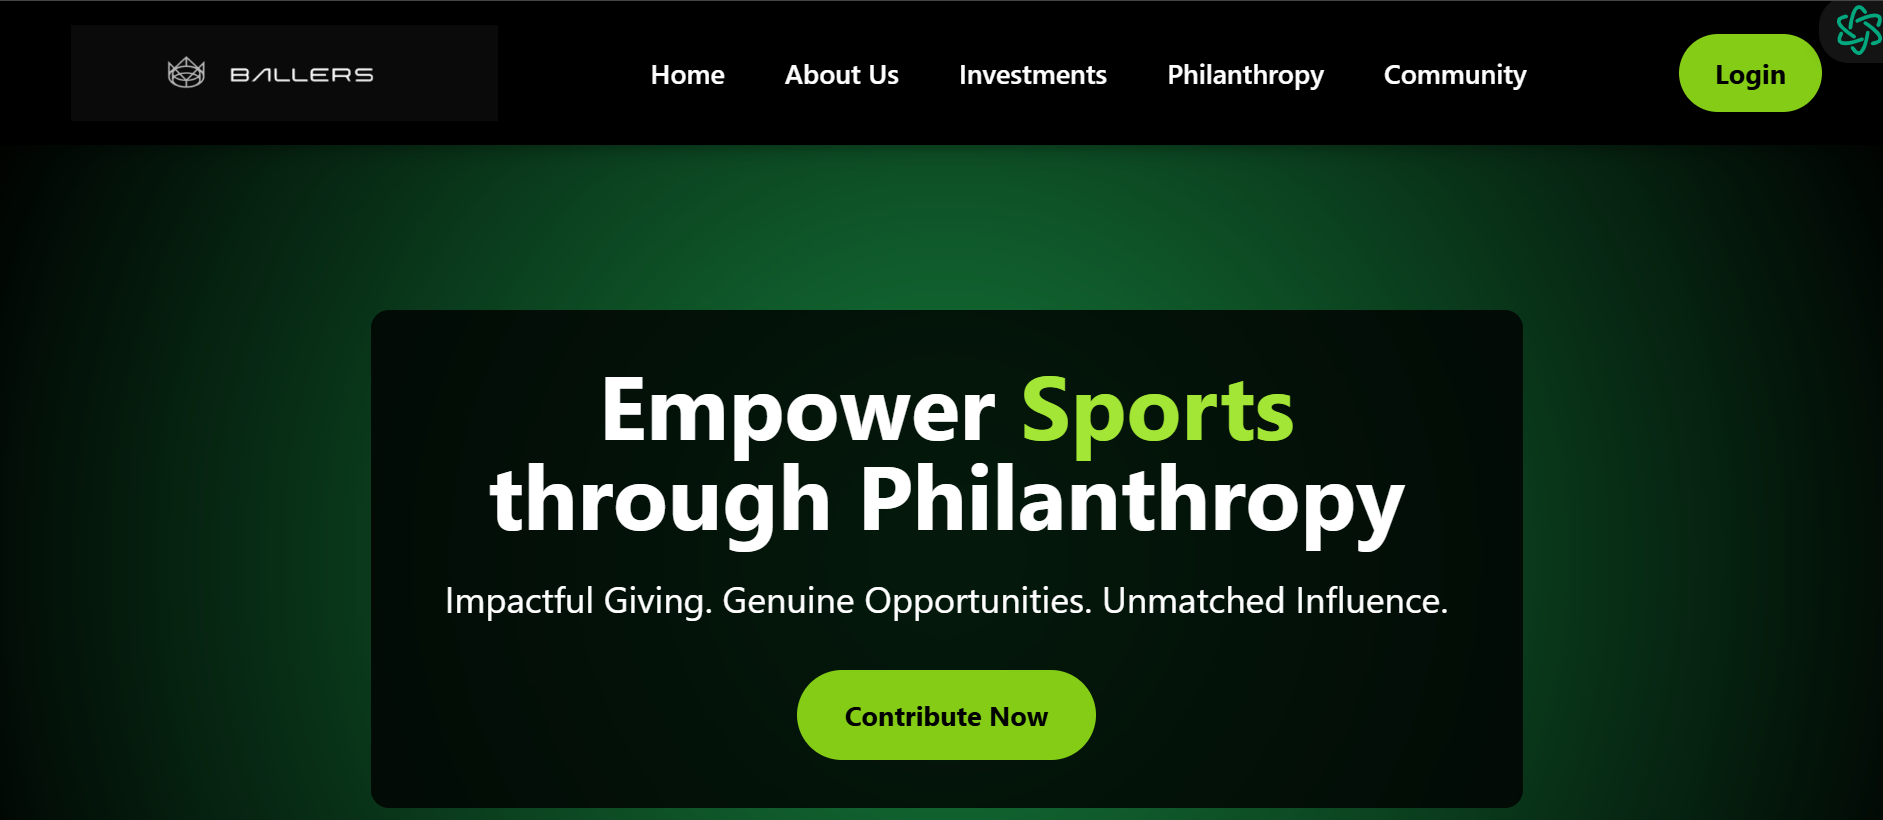 BALLERS
Home
About Us
Investments
Philanthropy
Community
Login
Empower Sports
through Philanthropy
Impactful Giving. Genuine Opportunities. Unmatched Influence.
Contribute Now